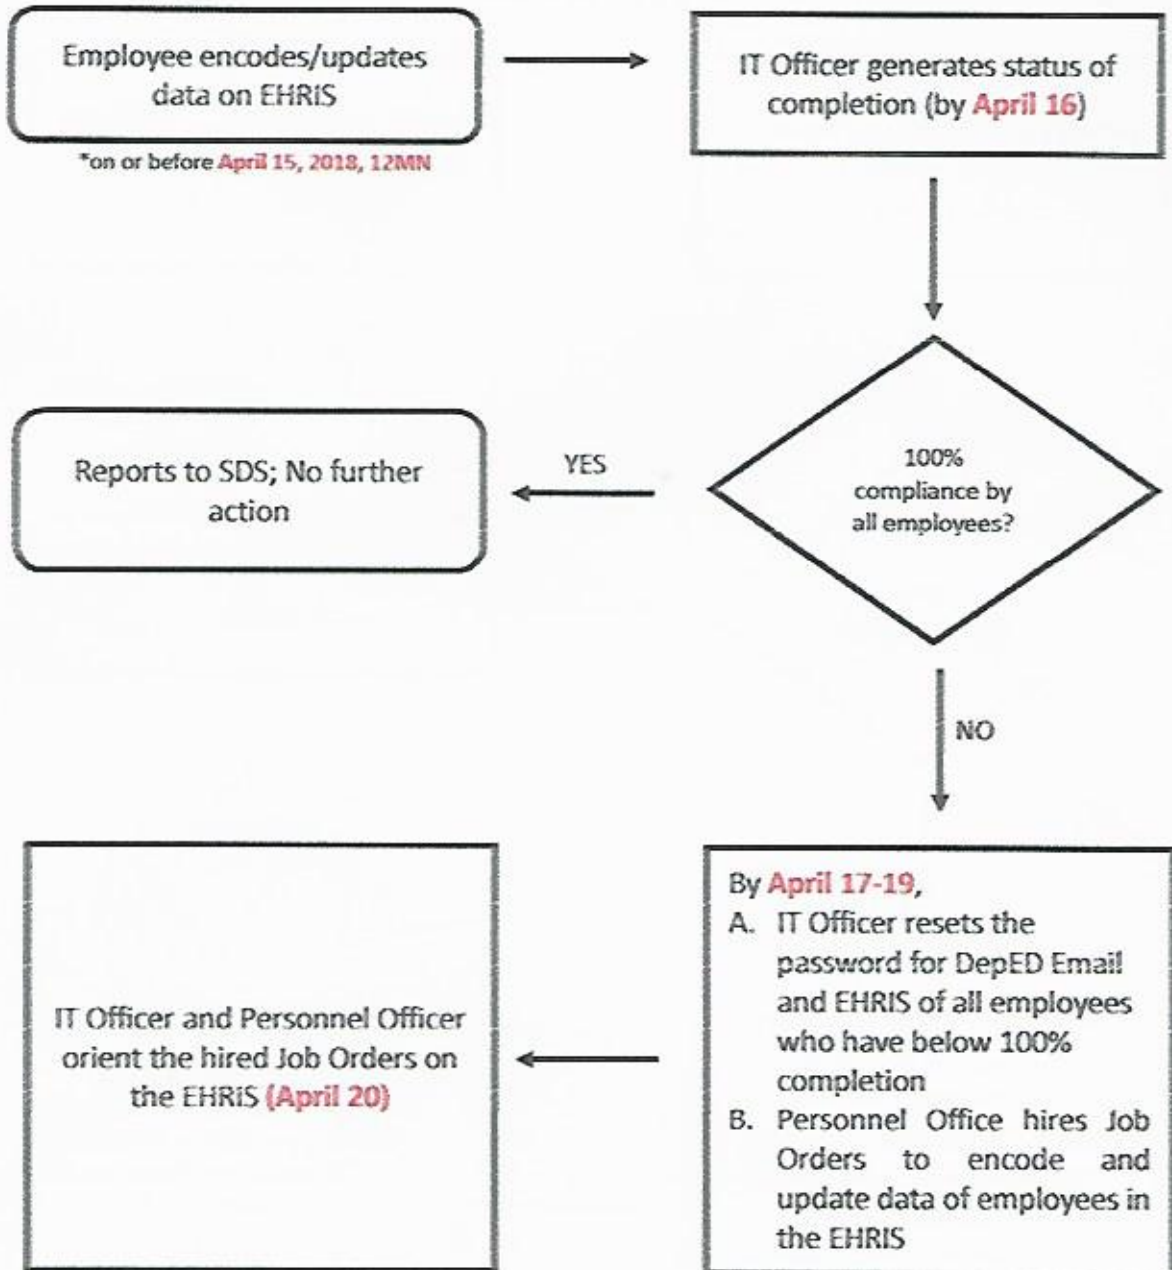 Employee encodes/updates
data on EHRIS
*on or before April 15, 2018, 12MN
IT Officer generates status of
completion (by April 16)
100%
compliance by
all employees?
YES
Reports to SDS; No further
action
NO
By April 17-19,
A. IT Officer resets the
password for DepED Email
and EHRIS of all employees
who have below 100%
completion
B. Personnel Office hires Job
Orders to encode and
update data of employees in
the EHRIS
IT Officer and Personnel Officer
orient the hired Job Orders on
the EHRIS (April 20)